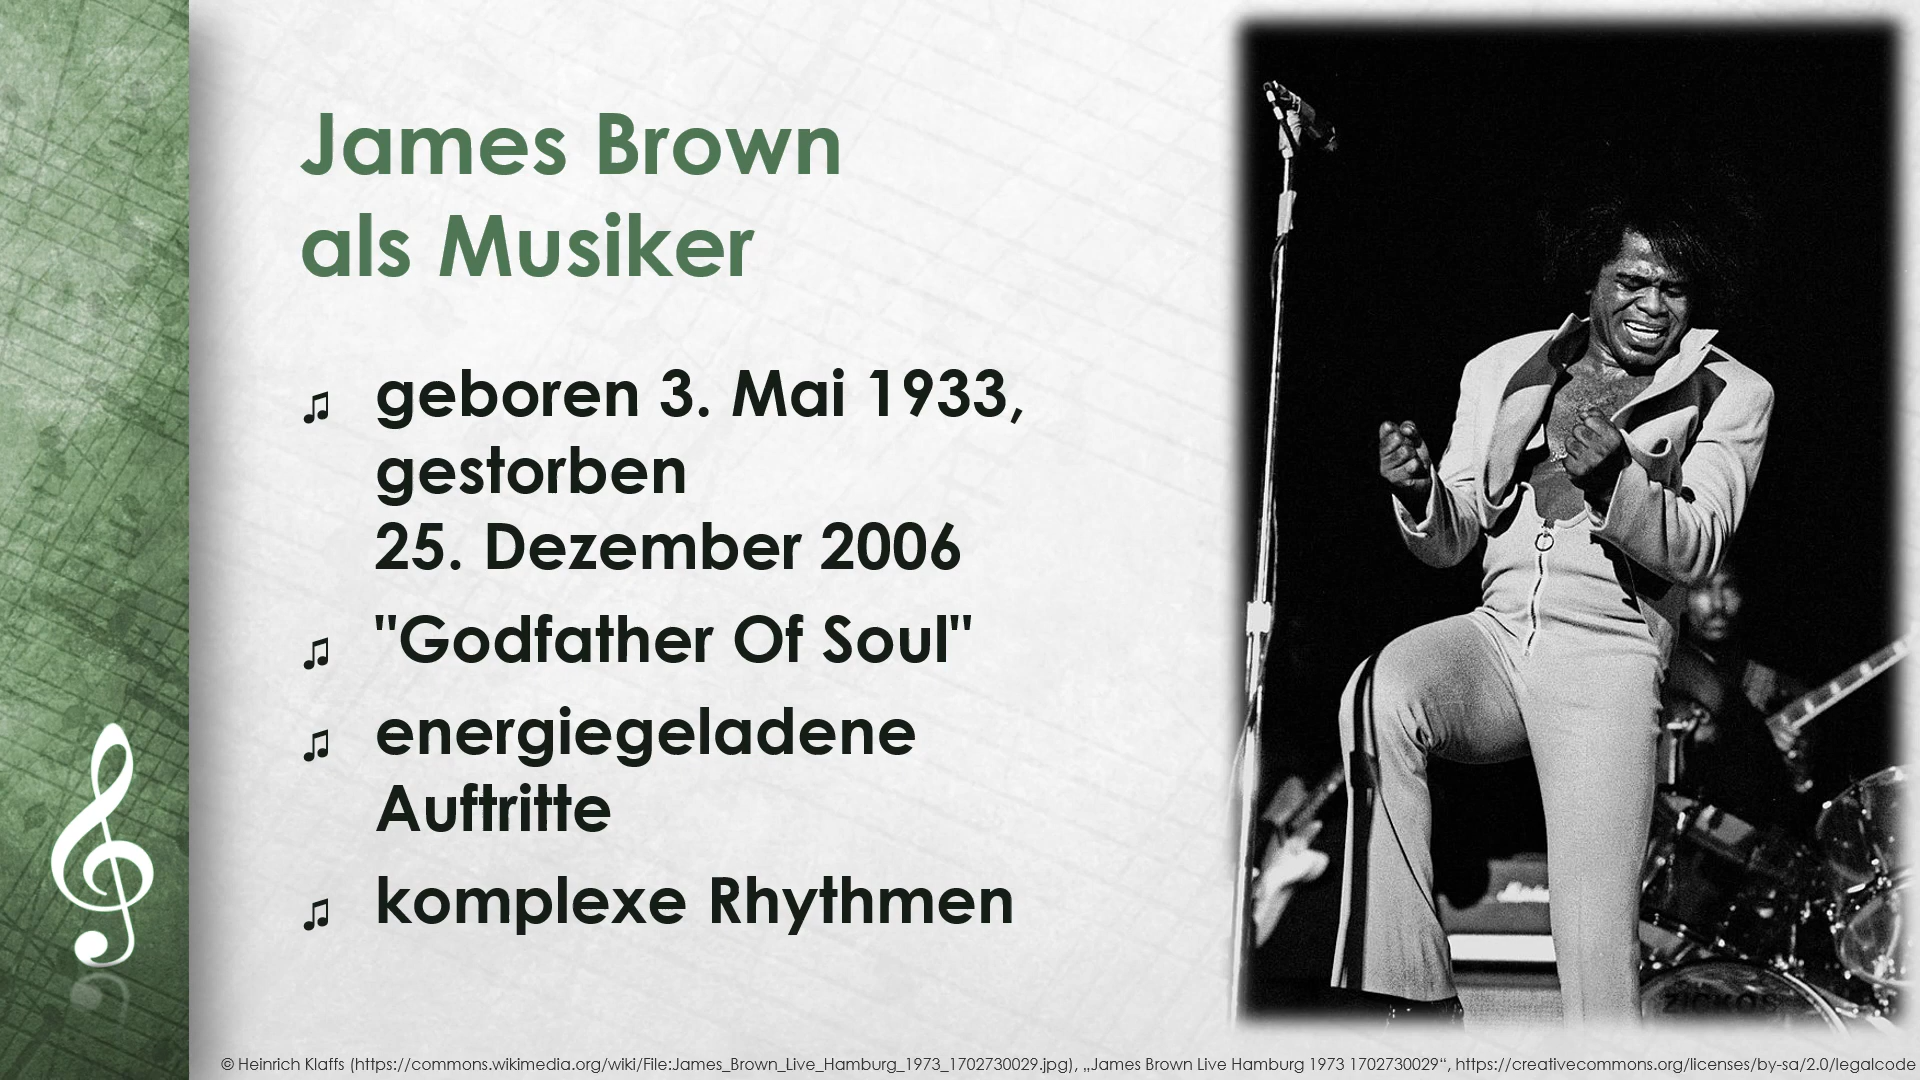 James Brown
als Musiker
♫ geboren 3. Mai 1933,
gestorben
25. Dezember 2006
♫ "Godfather Of Soul"
♫ energiegeladene
Auftritte
♫ komplexe Rhythmen
ZICKOS
© Heinrich Klaffs (https://commons.wikimedia.org/wiki/File:James_Brown_Live_Hamburg_1973_1702730029.jpg), „James Brown Live Hamburg 1973 1702730029“, https://creativecommons.org/licenses/by-sa/2.0/legalcode